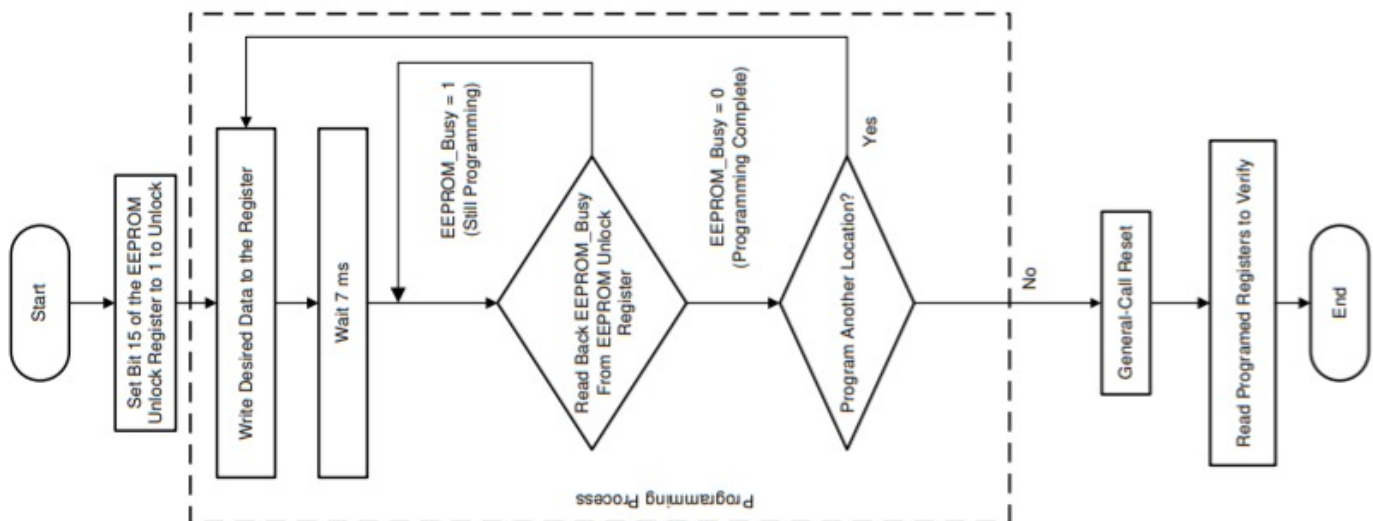 Start
Set Bit 15 of the EEPROM
Unlock Register to 1 to Unlock
Write Desired Data to the Register
Wait 7 ms
EEPROM_Busy = 1
(Still Programming)
Read Back EEPROM_Busy
From EEPROM Unlock
Register
EEPROM_Busy = 0
(Programming Complete)
Program Another Location?
Yes
No
Programming Process
General-Call Reset
Read Programed Registers to Verify
End